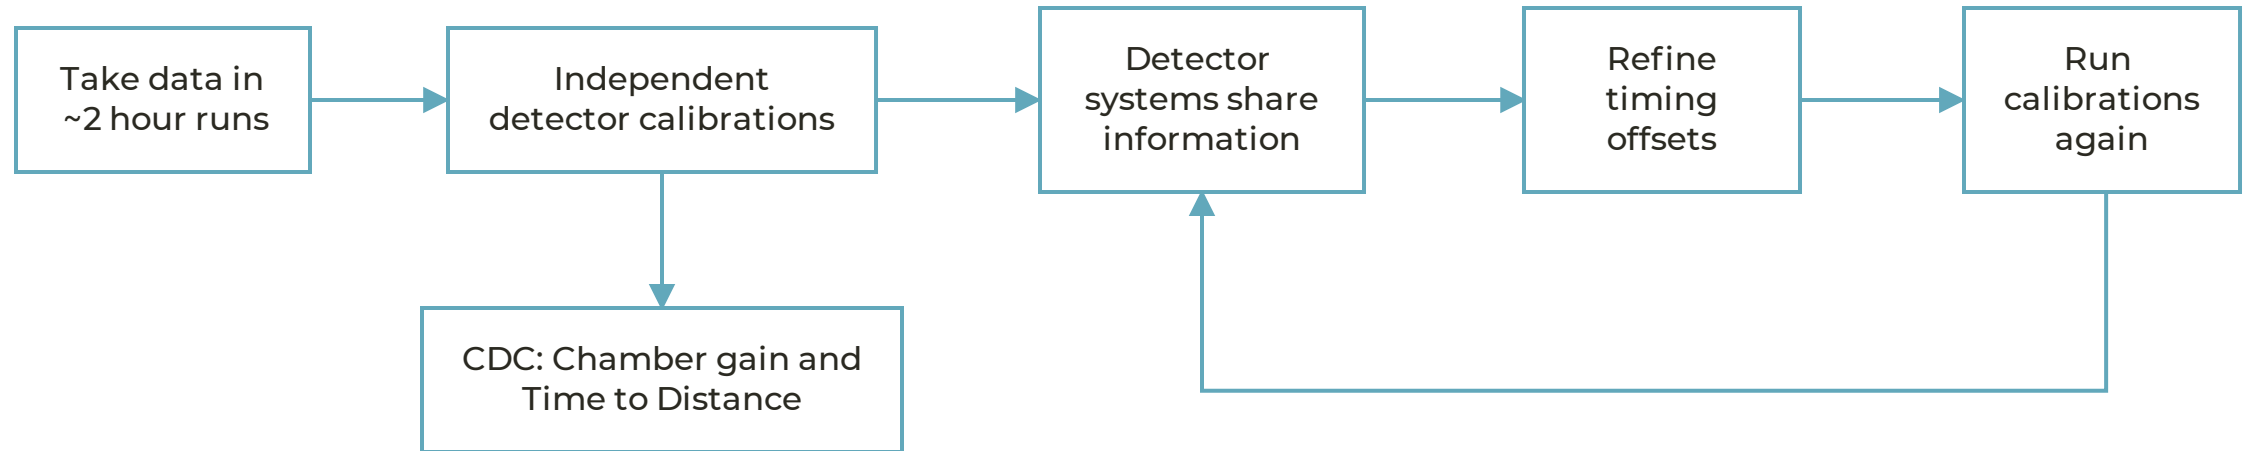 Take data in
~2 hour runs
Independent
detector calibrations
Detector
systems share
information
Refine
timing
offsets
Run
calibrations
again
CDC: Chamber gain and
Time to Distance